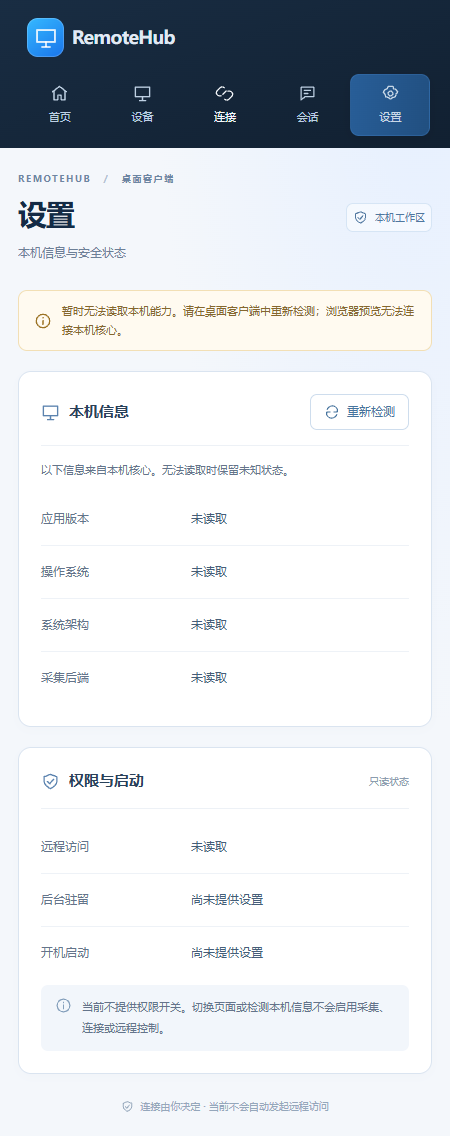 RemoteHub
首页
设备
连接
会话
设置
REMOTEHUB / 桌面客户端
设置
本机工作区
本机信息与安全状态
暂时无法读取本机能力。请在桌面客户端中重新检测；浏览器预览无法连
接本机核心。
本机信息
重新检测
以下信息来自本机核心。无法读取时保留未知状态。
应用版本 未读取
操作系统 未读取
系统架构 未读取
采集后端 未读取
权限与启动
只读状态
远程访问 未读取
后台驻留 尚未提供设置
开机启动 尚未提供设置
当前不提供权限开关。切换页面或检测本机信息不会启用采集、
连接或远程控制。
连接由你决定 · 当前不会自动发起远程访问